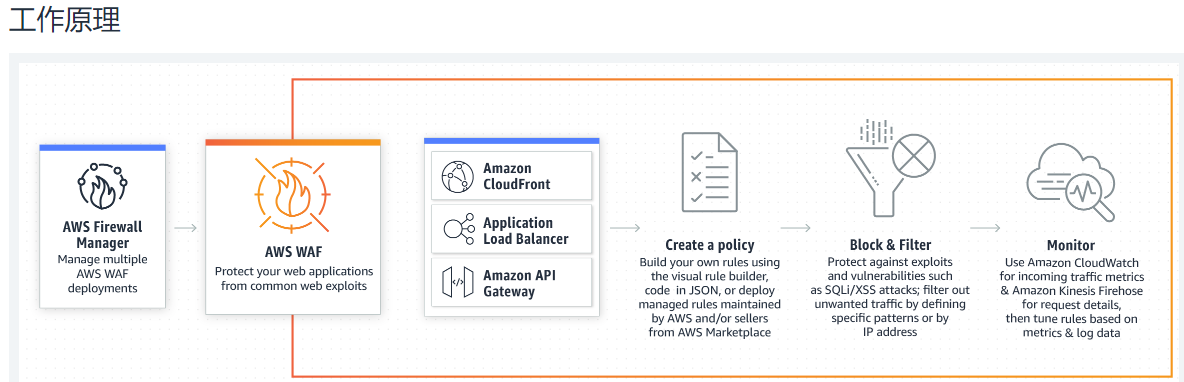 工作原理
AWS Firewall
Manager
Manage multiple
AWS WAF
deployments
AWS WAF
Protect your web applications
from common web exploits
Amazon
CloudFront
Application
Load Balancer
Amazon API
Gateway
Create a policy
Build your own rules using
the visual rule builder,
code in JSON, or deploy
managed rules maintained
by AWS and/or sellers
from AWS Marketplace
Block & Filter
Protect against exploits
and vulnerabilities such
as SQLi/XSS attacks; filter out
unwanted traffic by defining
specific patterns or by
IP address
Monitor
Use Amazon CloudWatch
for incoming traffic metrics
& Amazon Kinesis Firehose
for request details,
then tune rules based on
metrics & log data